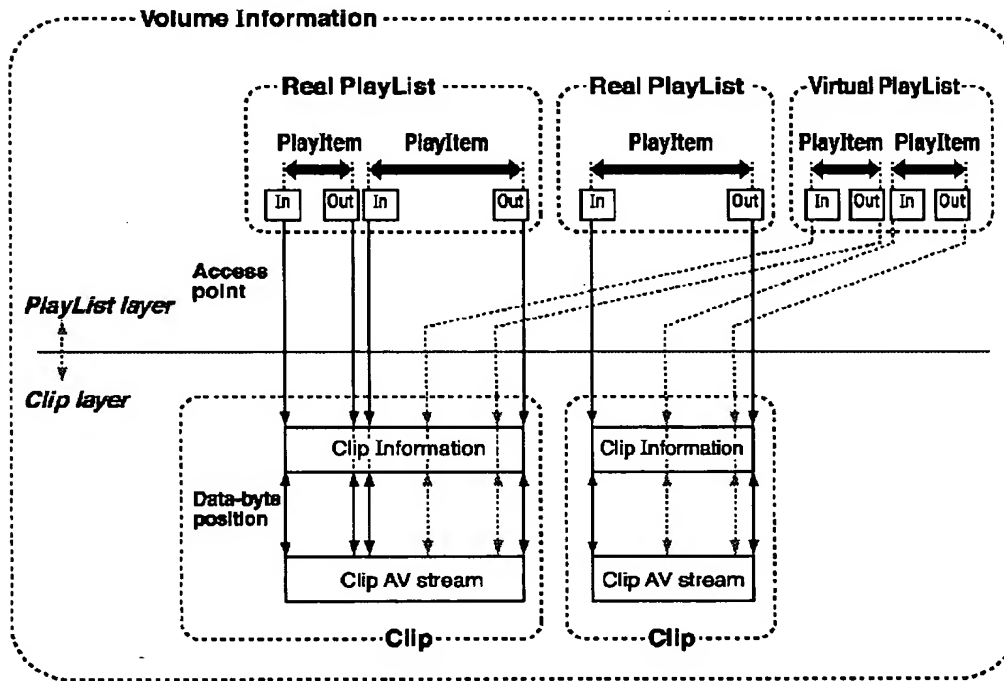 Volume Information
Real PlayList
Real PlayList
Virtual PlayList
PlayItem
PlayItem
PlayItem
PlayItem
PlayItem
In
Out
In
Out
In
Out
In
Out
In
Out
Access
point
PlayList layer
Clip layer
Clip Information
Clip Information
Data-byte
position
Clip AV stream
Clip AV stream
Clip
Clip